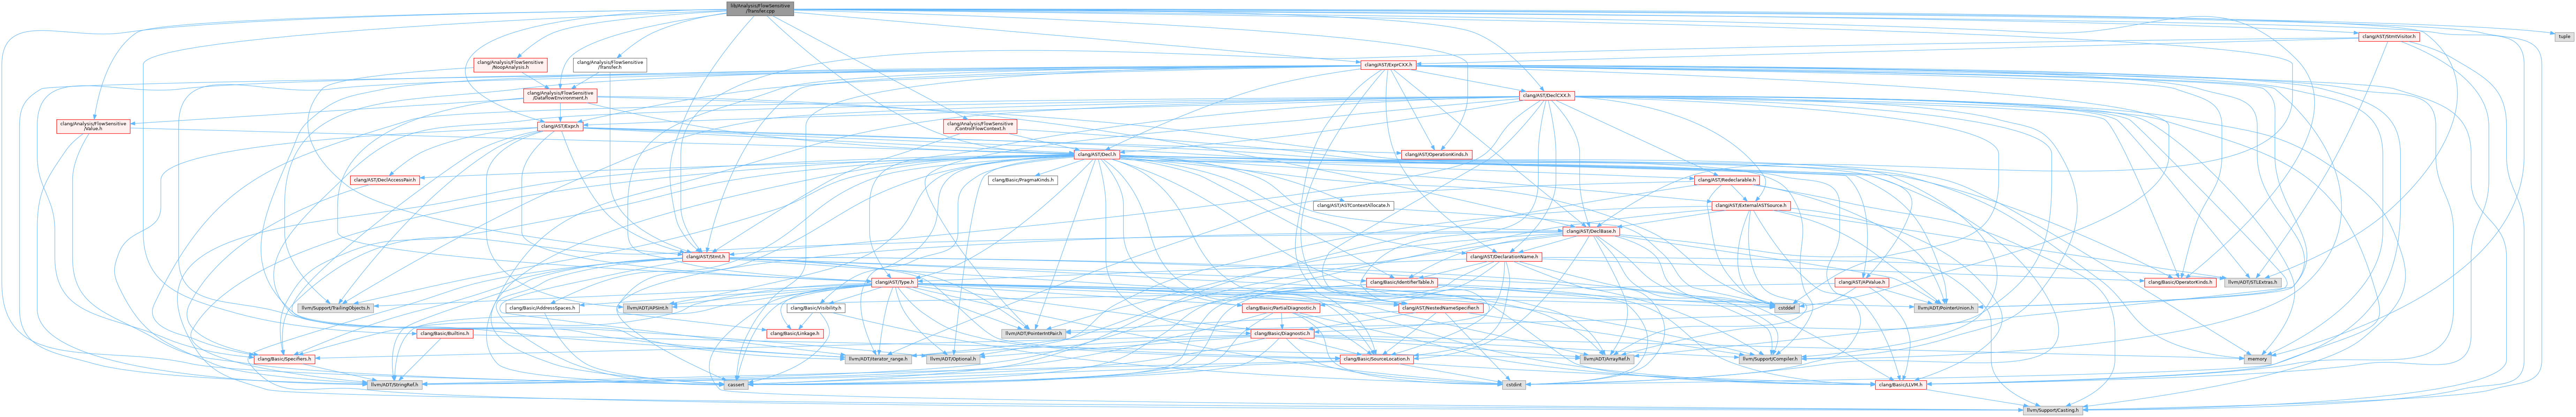 lib/Analysis/FlowSensitive
/Transfer.cpp
tuple
clang/AST/StmtVisitor.h
clang/Analysis/FlowSensitive
/NoopAnalysis.h
clang/Analysis/FlowSensitive
/Transfer.h
clang/AST/ExprCXX.h
clang/Analysis/FlowSensitive
/DataflowEnvironment.h
clang/AST/DeclCXX.h
clang/Analysis/FlowSensitive
/Value.h
clang/AST/Expr.h
clang/Analysis/FlowSensitive
/ControlFlowContext.h
clang/AST/Decl.h
clang/AST/OperationKinds.h
clang/AST/DeclAccessPair.h
clang/Basic/PragmaKinds.h
clang/AST/Redeclarable.h
clang/AST/ASTContextAllocate.h
clang/AST/ExternalASTSource.h
clang/AST/DeclBase.h
clang/AST/Stmt.h
clang/AST/DeclarationName.h
clang/AST/Type.h
clang/Basic/IdentifierTable.h
clang/AST/APValue.h
clang/Basic/OperatorKinds.h
llvm/ADT/STLExtras.h
llvm/Support/TrailingObjects.h
clang/Basic/AddressSpaces.h
llvm/ADT/APSInt.h
clang/Basic/Visibility.h
clang/Basic/PartialDiagnostic.h
clang/AST/NestedNameSpecifier.h
cstddef
llvm/ADT/PointerUnion.h
clang/Basic/Builtins.h
clang/Basic/Linkage.h
llvm/ADT/PointerIntPair.h
clang/Basic/Diagnostic.h
clang/Basic/Specifiers.h
llvm/ADT/iterator_range.h
llvm/ADT/Optional.h
clang/Basic/SourceLocation.h
llvm/ADT/ArrayRef.h
llvm/Support/Compiler.h
memory
llvm/ADT/StringRef.h
cassert
cstdint
clang/Basic/LLVM.h
llvm/Support/Casting.h